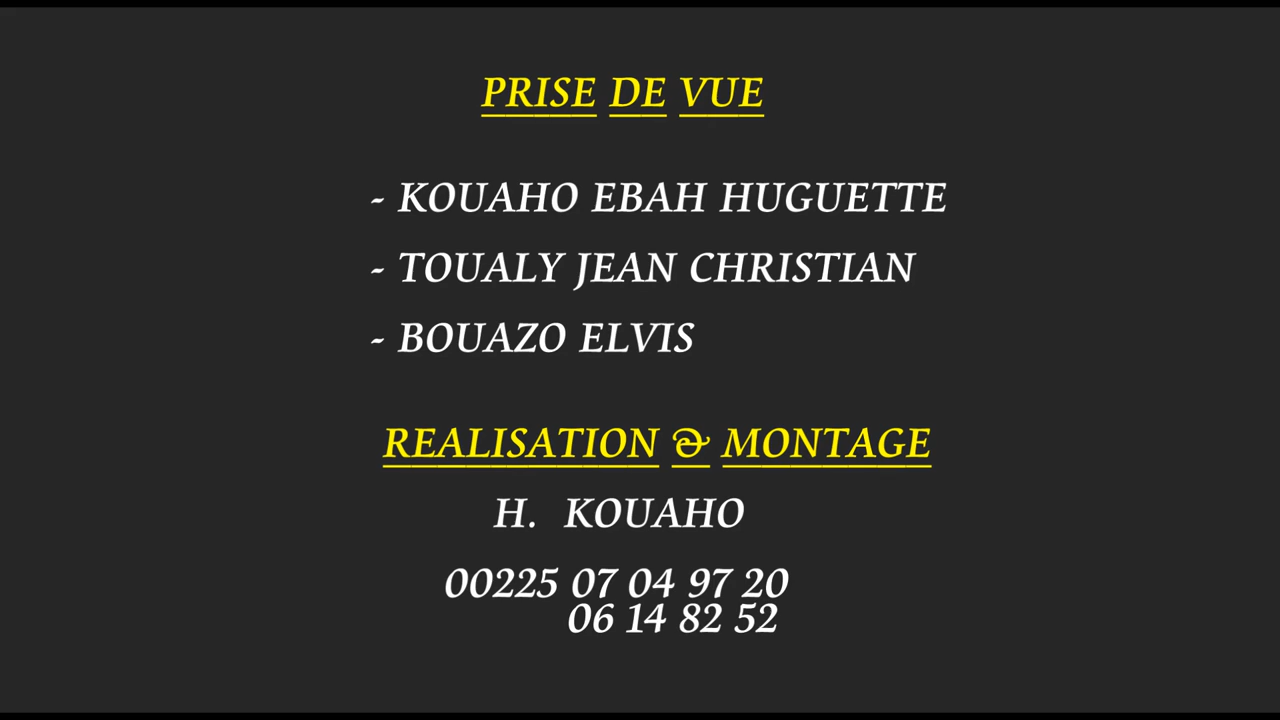 PRISE DE VUE
- KOUAHO EBAH HUGUETTE
- TOUALY JEAN CHRISTIAN
- BOUAZO ELVIS
REALISATION & MONTAGE
H. KOUAHO
00225 07 04 97 20
06 14 82 52